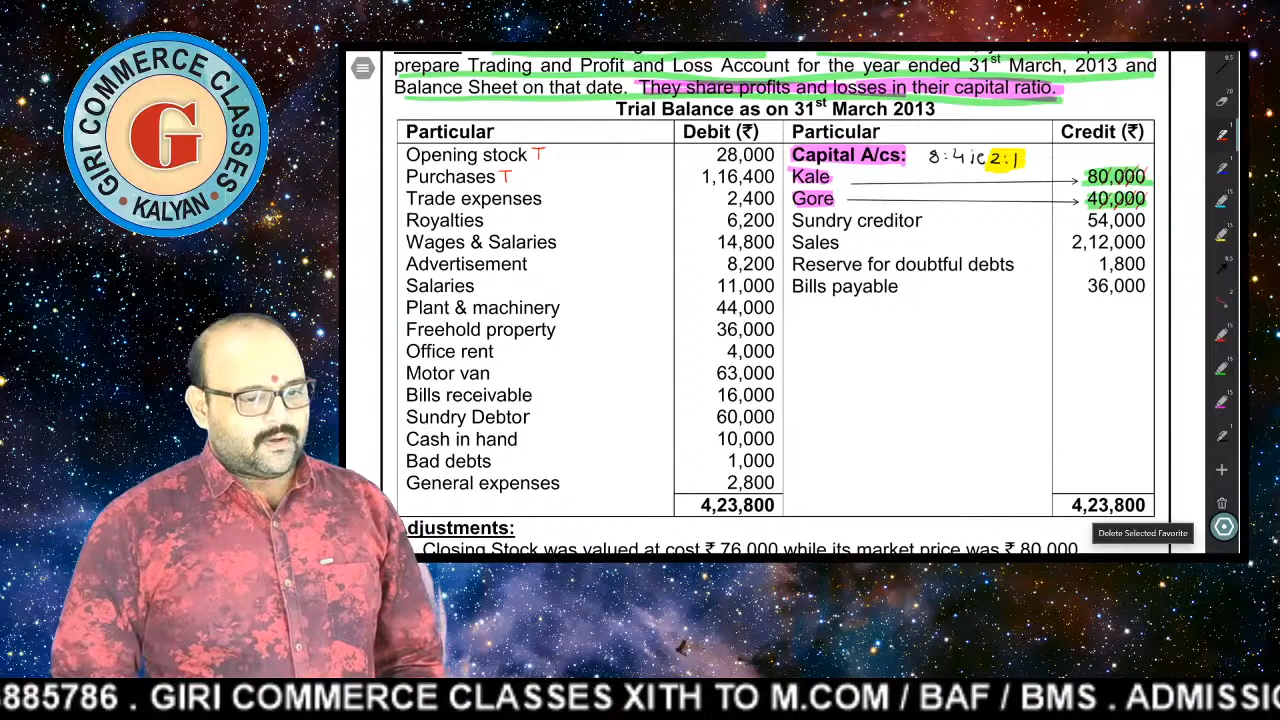 GIRI COMMERCE CLASSES
G
• KALYAN •
prepare Trading and Profit and Loss Account for the year ended 31st March, 2013 and
Balance Sheet on that date. They share profits and losses in their capital ratio.
Trial Balance as on 31st March 2013
Particular Debit (₹) Particular Credit (₹)
Opening stock T 28,000 Capital A/cs: 8:4 ie 2:1
Purchases T 1,16,400 Kale 80,000
Trade expenses 2,400 Gore 40,000
Royalties 6,200 Sundry creditor 54,000
Wages & Salaries 14,800 Sales 2,12,000
Advertisement 8,200 Reserve for doubtful debts 1,800
Salaries 11,000 Bills payable 36,000
Plant & machinery 44,000
Freehold property 36,000
Office rent 4,000
Motor van 63,000
Bills receivable 16,000
Sundry Debtor 60,000
Cash in hand 10,000
Bad debts 1,000
General expenses 2,800
4,23,800 4,23,800
Delete Selected Favorite
djustments:
Closing Stock was valued at cost ₹ 76,000 while its market price was ₹ 80,000
885786 . GIRI COMMERCE CLASSES XITH TO M.COM / BAF / BMS . ADMISSI